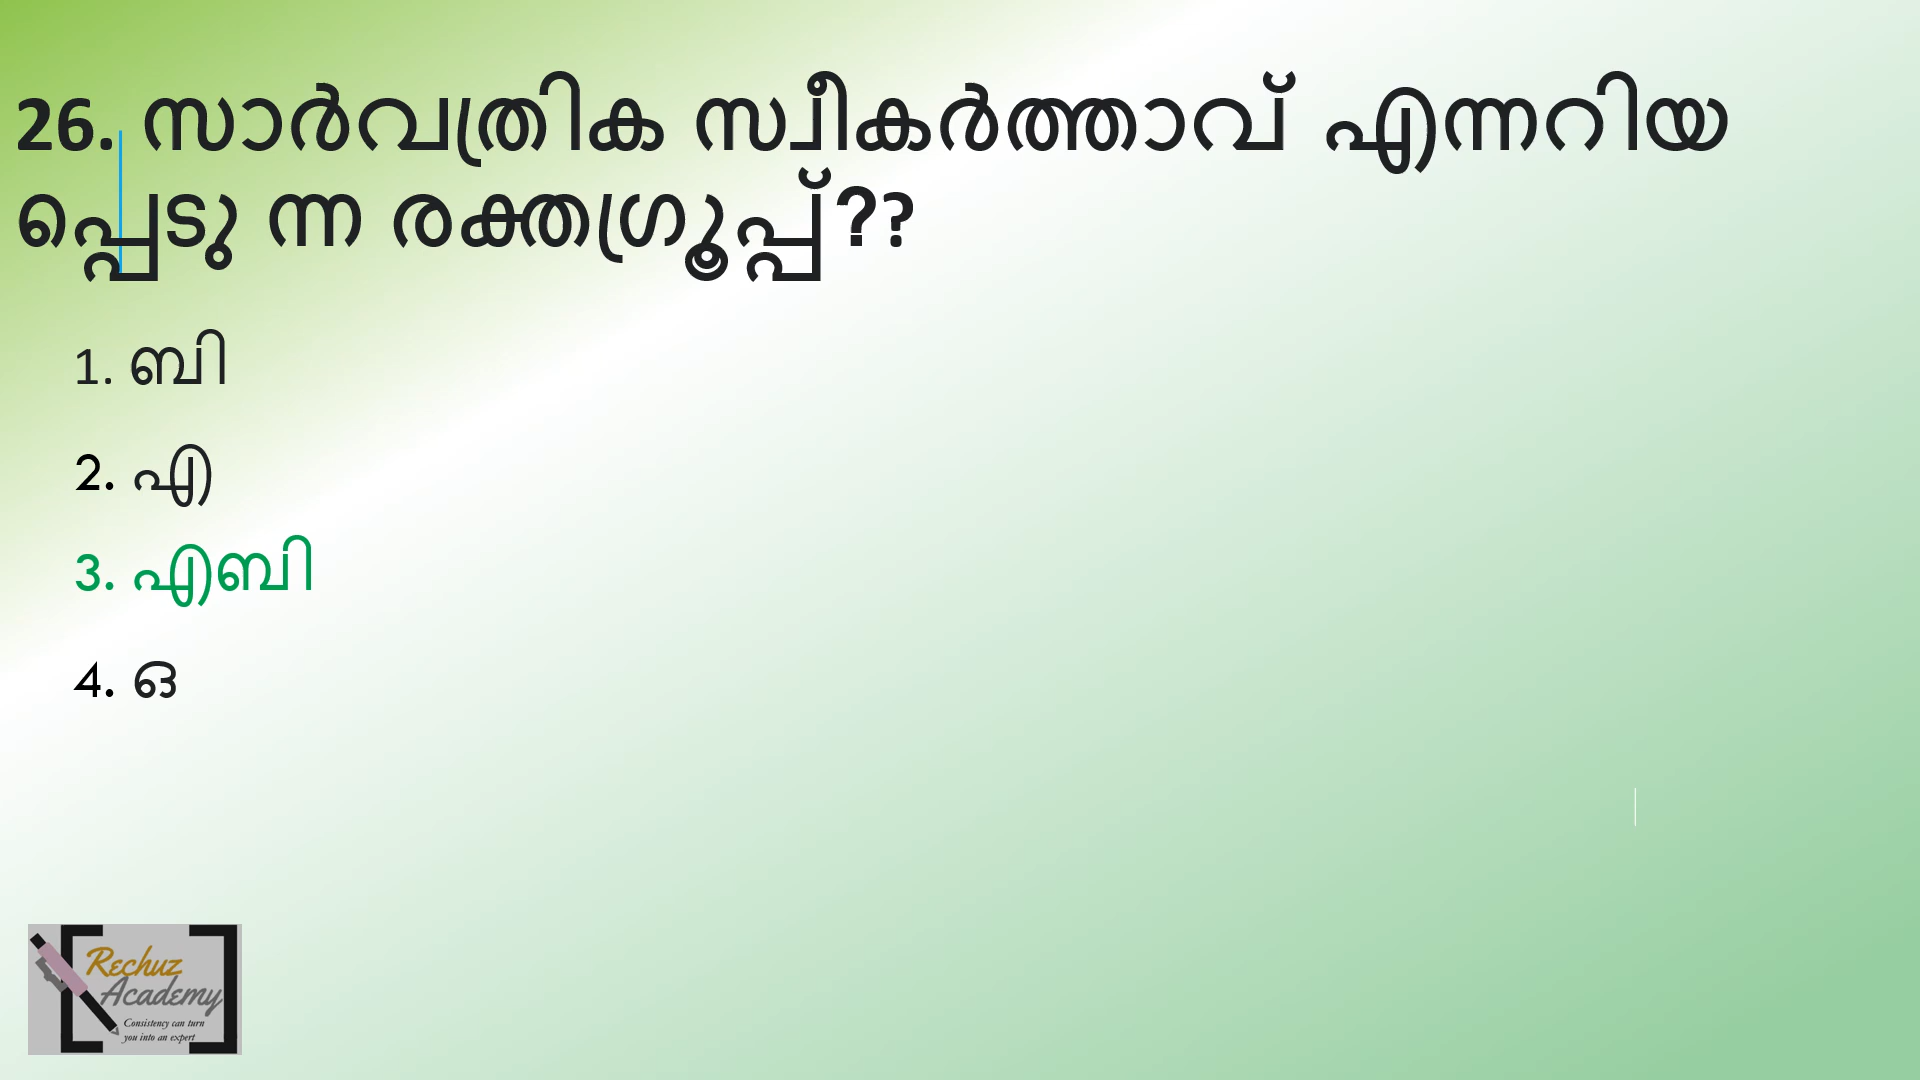 26. സാർവത്രിക സ്വീകർത്താവ് എന്നറിയ
പ്പെടു ന്ന രക്തഗ്രൂപ്പ്??
1. ബി
2. എ
3. എബി
4. ഒ
Rechuz
Academy
Consistency can turn
you into an expert